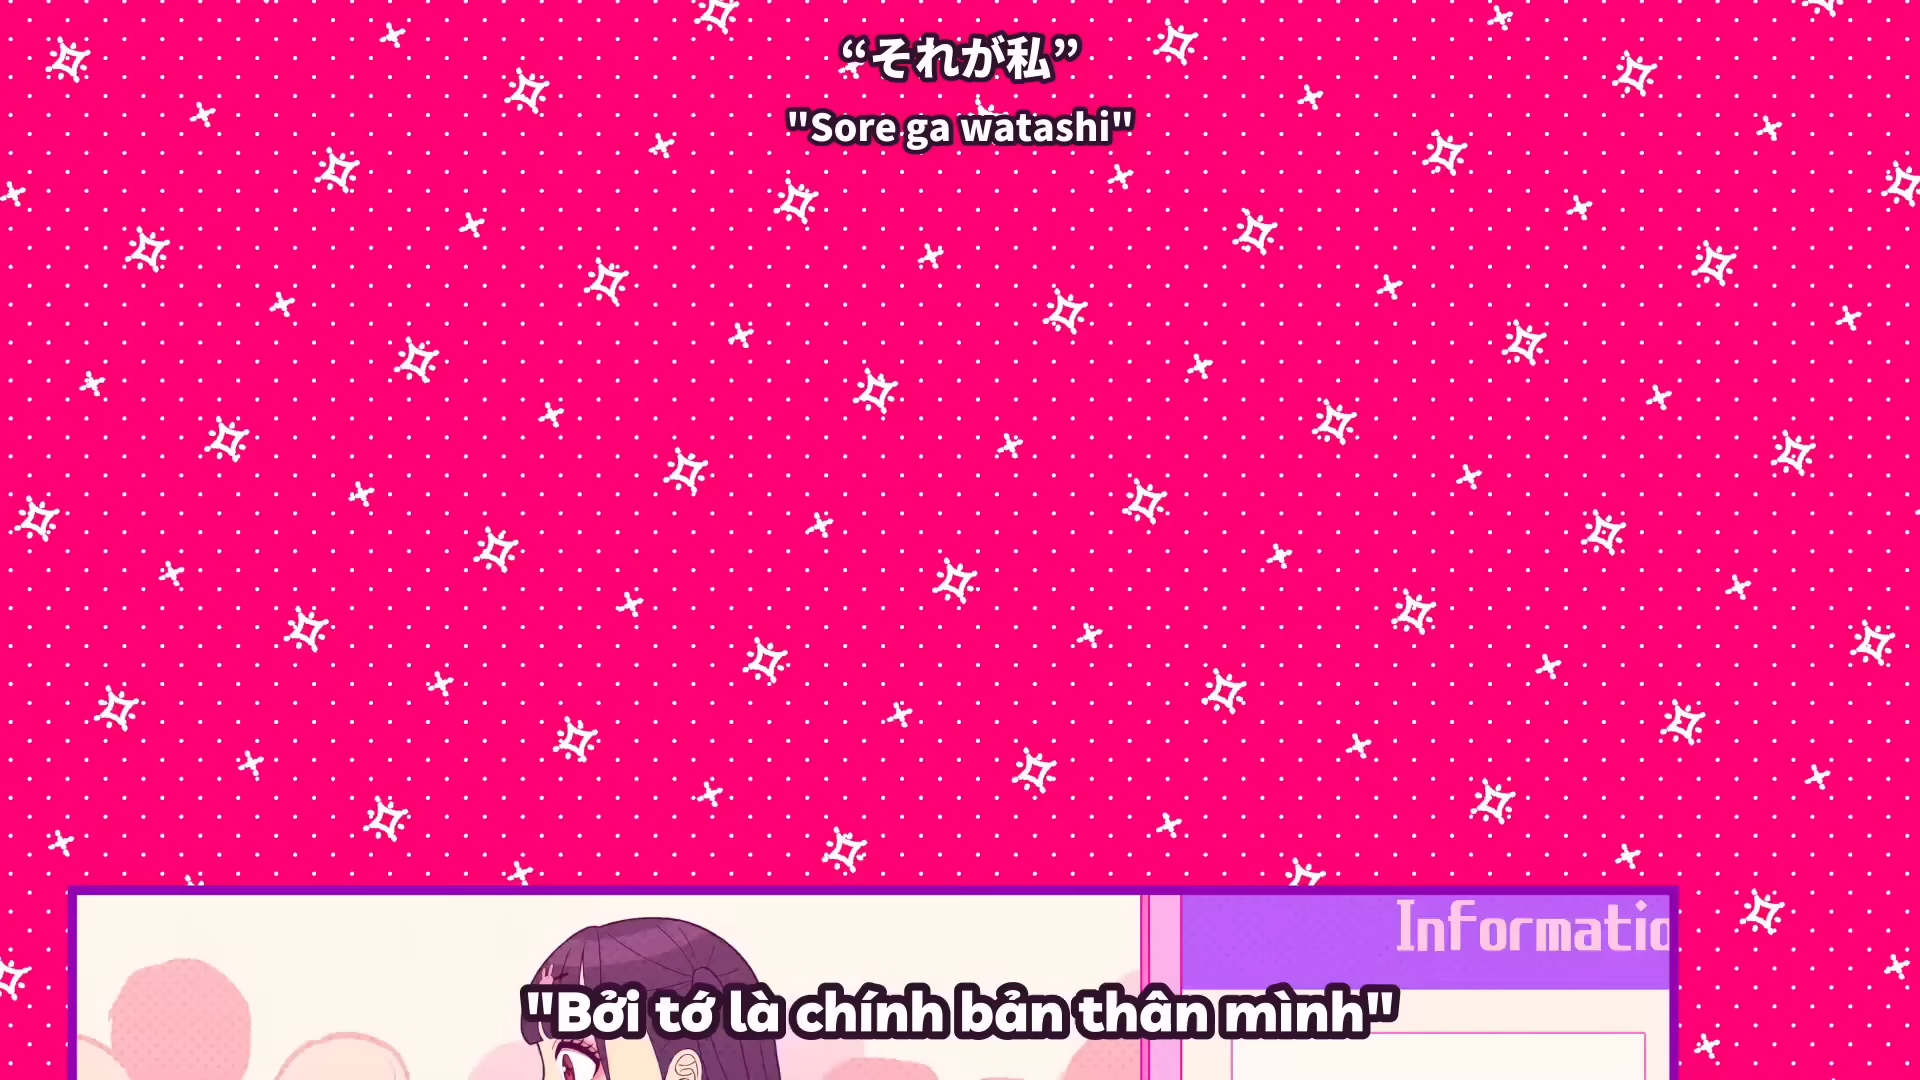 “それが私”
"Sore ga watashi"
Informatio
"Bởi tớ là chính bản thân mình"